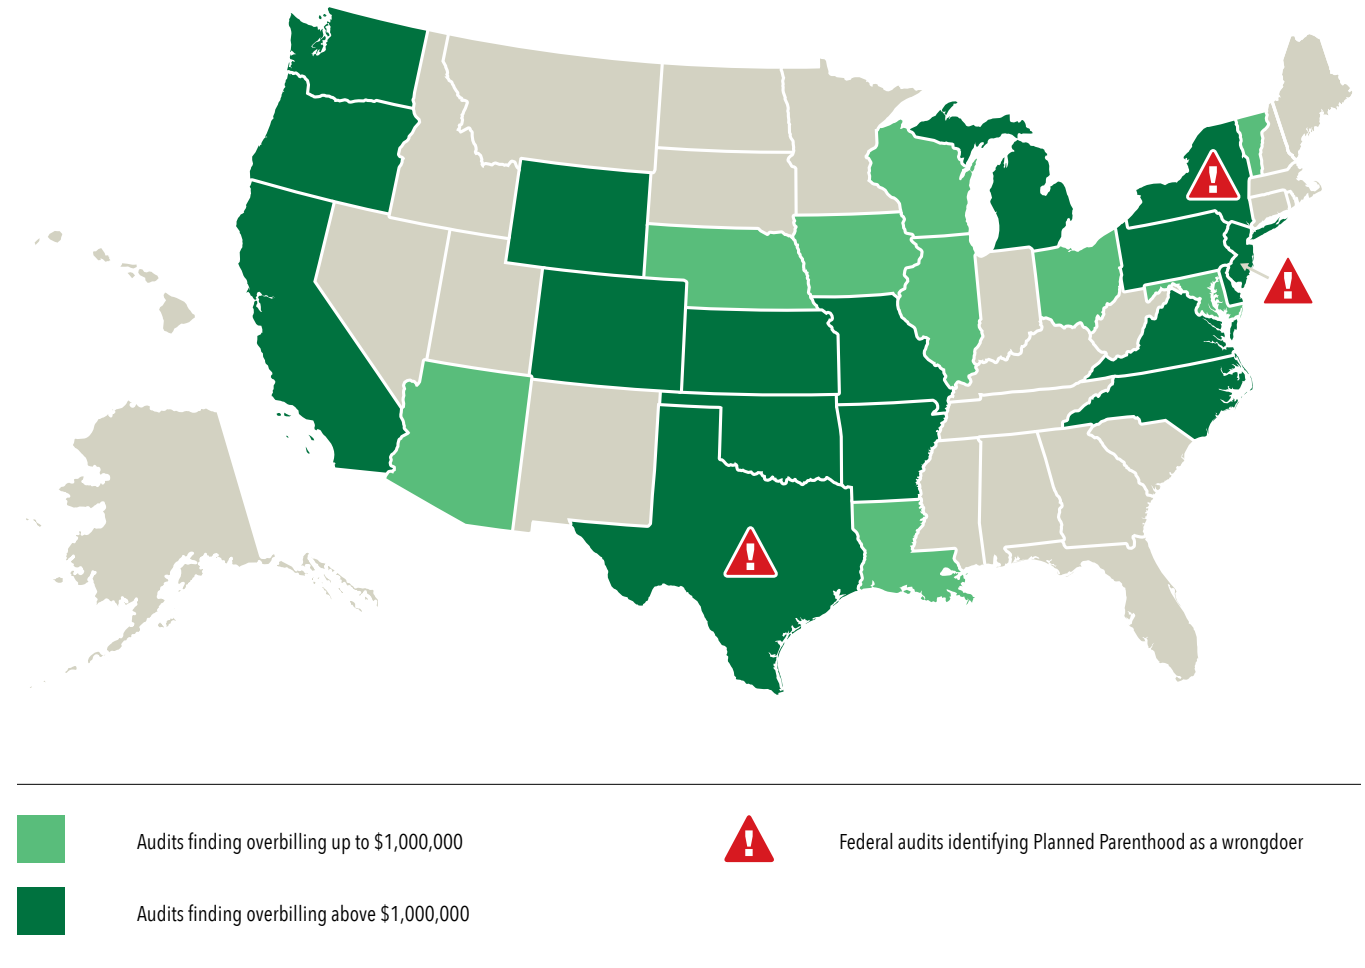 Audits finding overbilling up to $1,000,000
Federal audits identifying Planned Parenthood as a wrongdoer
Audits finding overbilling above $1,000,000